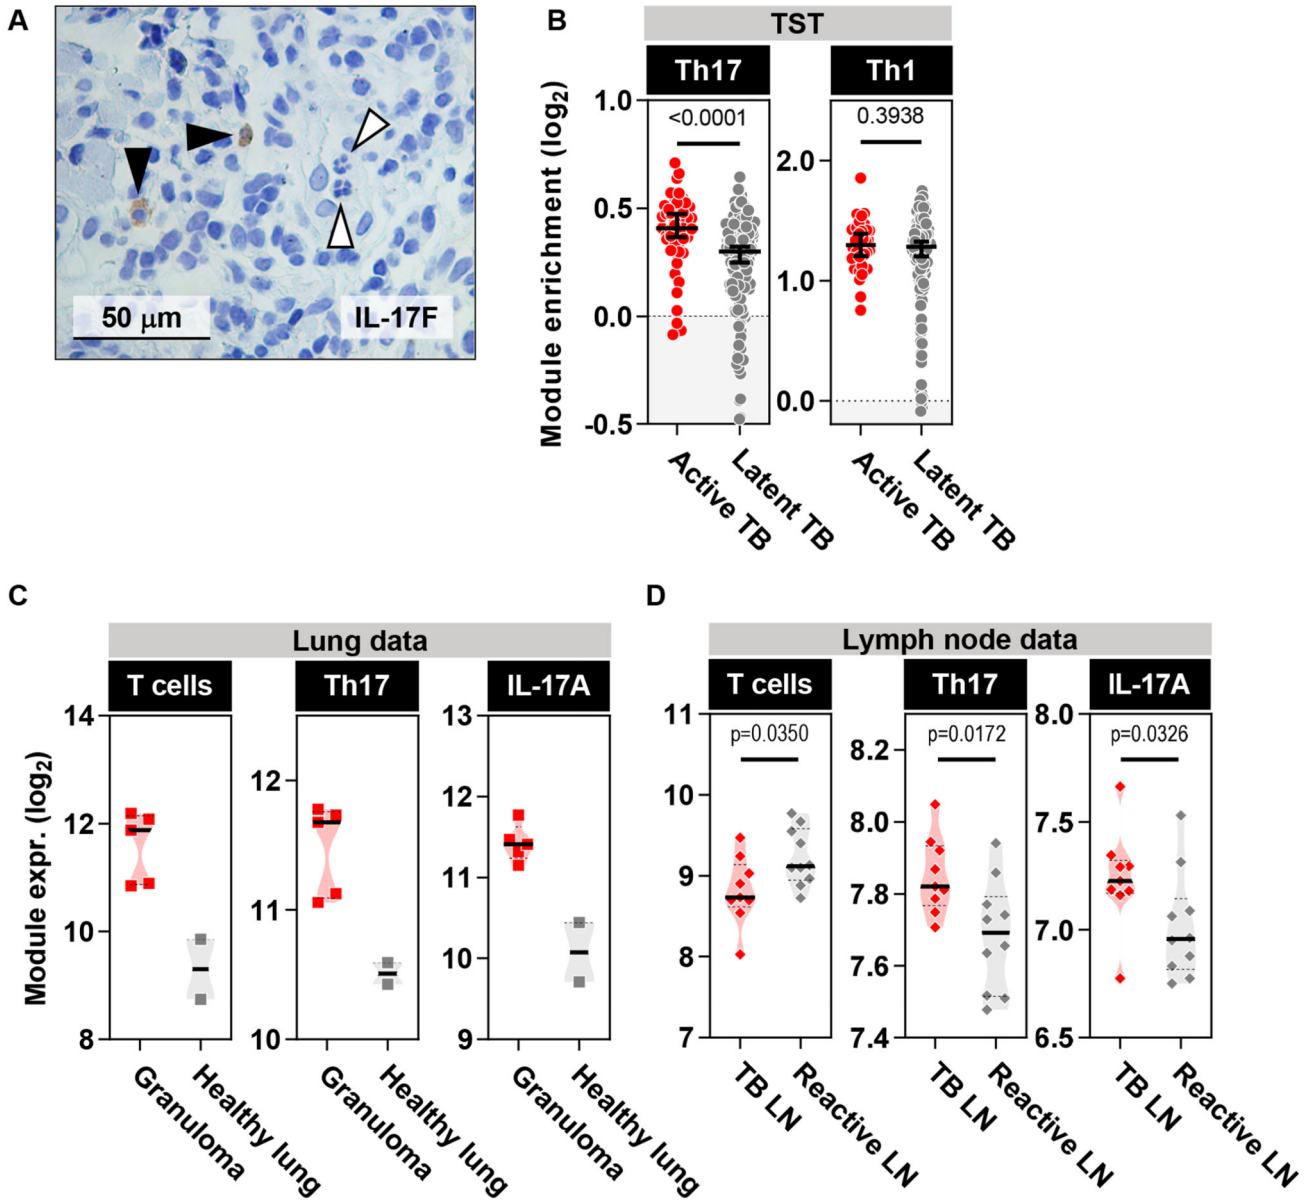 A
50 μm
IL-17F
B
TST
Th17
Th1
Module enrichment (log2)
1.0
0.5
0.0
-0.5
<0.0001
2.0
1.0
0.0
0.3938
Active TB
Latent TB
Active TB
Latent TB
C
Lung data
T cells
Th17
IL-17A
Module expr. (log2)
14
12
10
8
12
11
10
13
12
11
10
9
Granuloma
Healthy lung
Granuloma
Healthy lung
Granuloma
Healthy lung
D
Lymph node data
T cells
Th17
IL-17A
11
10
9
8
7
p=0.0350
8.2
8.0
7.8
7.6
7.4
p=0.0172
8.0
7.5
7.0
6.5
p=0.0326
TB LN
Reactive LN
TB LN
Reactive LN
TB LN
Reactive LN